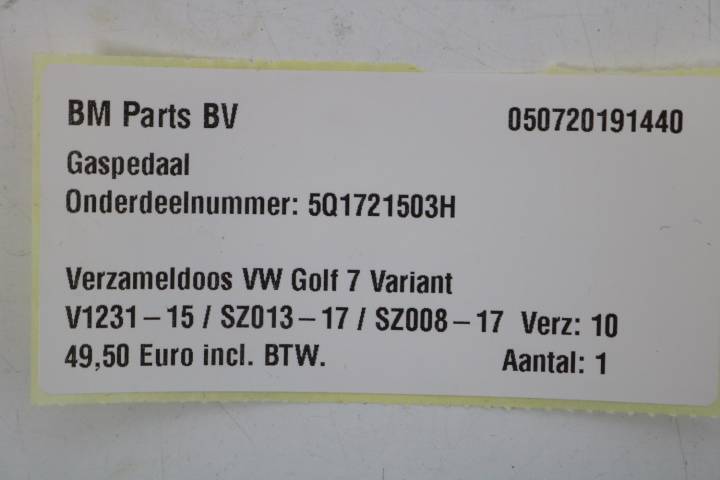 BM Parts BV 050720191440
Gaspedaal
Onderdeelnummer: 5Q1721503H
Verzameldoos VW Golf 7 Variant
V1231-15 / SZ013-17 / SZ008-17 Verz: 10
49,50 Euro incl. BTW. Aantal: 1